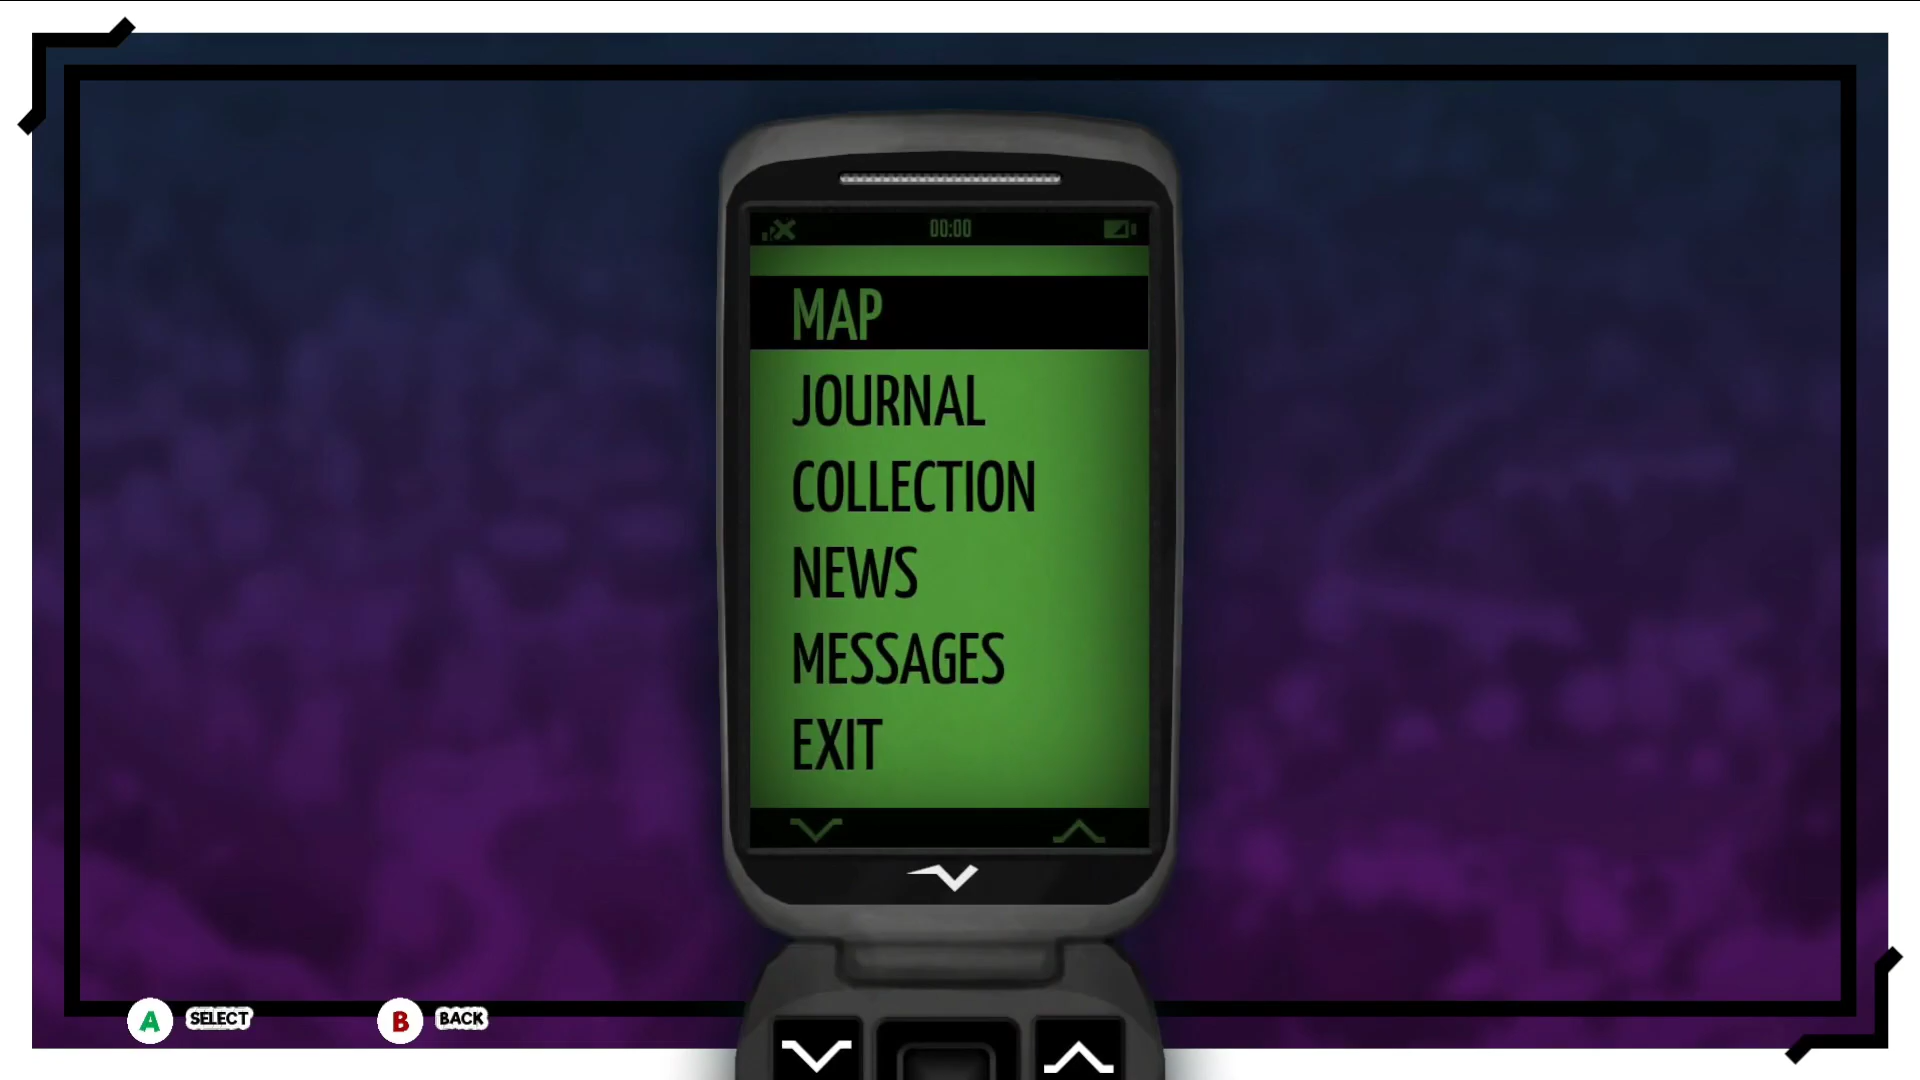 00:00
MAP
JOURNAL
COLLECTION
NEWS
MESSAGES
EXIT
A SELECT B BACK